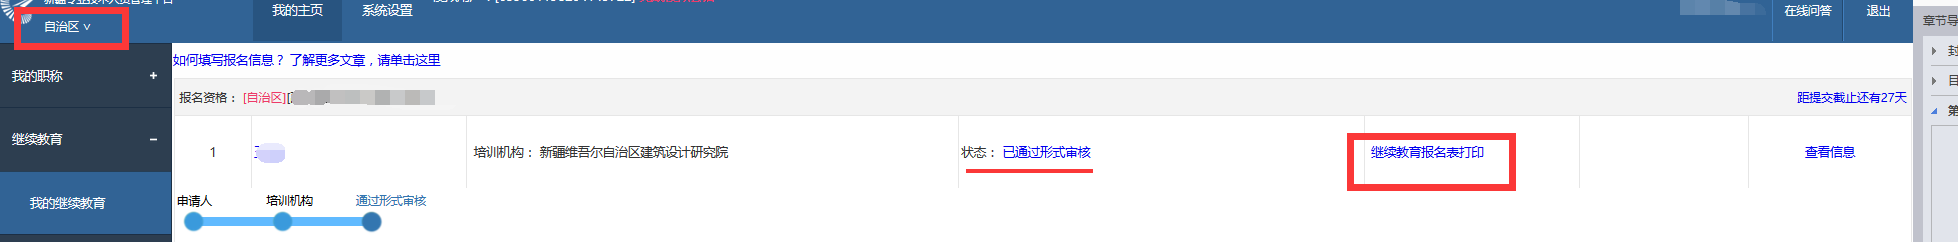 自治区
我的主页
系统设置
在线问答
退出
我的职称
继续教育
我的继续教育
如何填写报名信息？了解更多文章，请单击这里
报名资格：[自治区]
距提交截止还有27天
1
培训机构：新疆维吾尔自治区建筑设计研究院
状态：已通过形式审核
继续教育报名表打印
查看信息
申请人
培训机构
通过形式审核
章节导